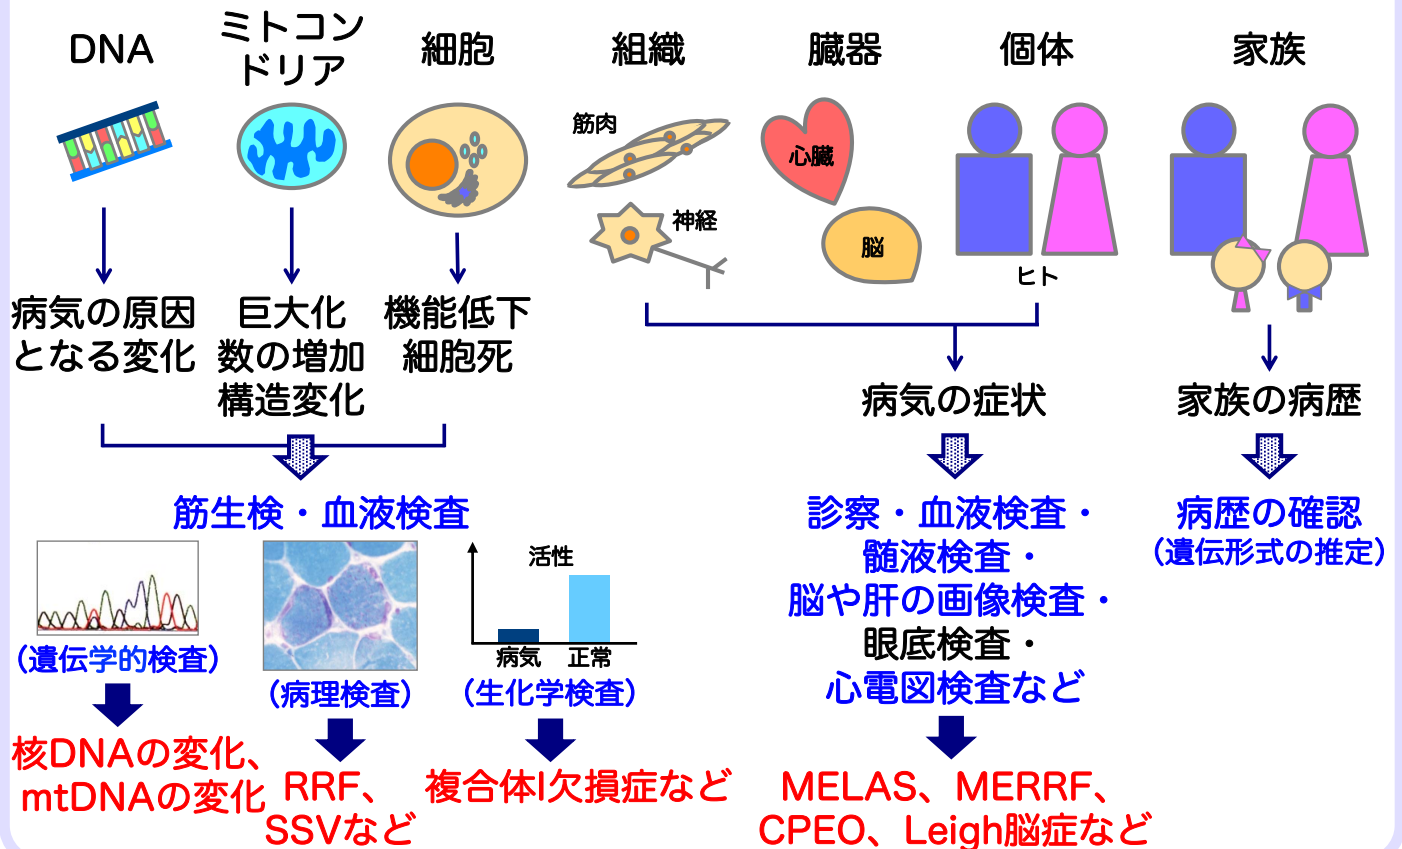 DNA
ミトコン
ドリア
細胞
組織
臓器
個体
家族
筋肉
神経
心臓
脳
ヒト
病気の原因
となる変化
巨大化
数の増加
構造変化
機能低下
細胞死
病気の症状
家族の病歴
筋生検・血液検査
診察・血液検査・
髄液検査・
脳や肝の画像検査・
眼底検査・
心電図検査など
病歴の確認
（遺伝形式の推定）
活性
病気
正常
（遺伝学的検査）
（病理検査）
（生化学検査）
核DNAの変化、
mtDNAの変化
RRF、
SSVなど
複合体I欠損症など
MELAS、MERRF、
CPEO、Leigh脳症など